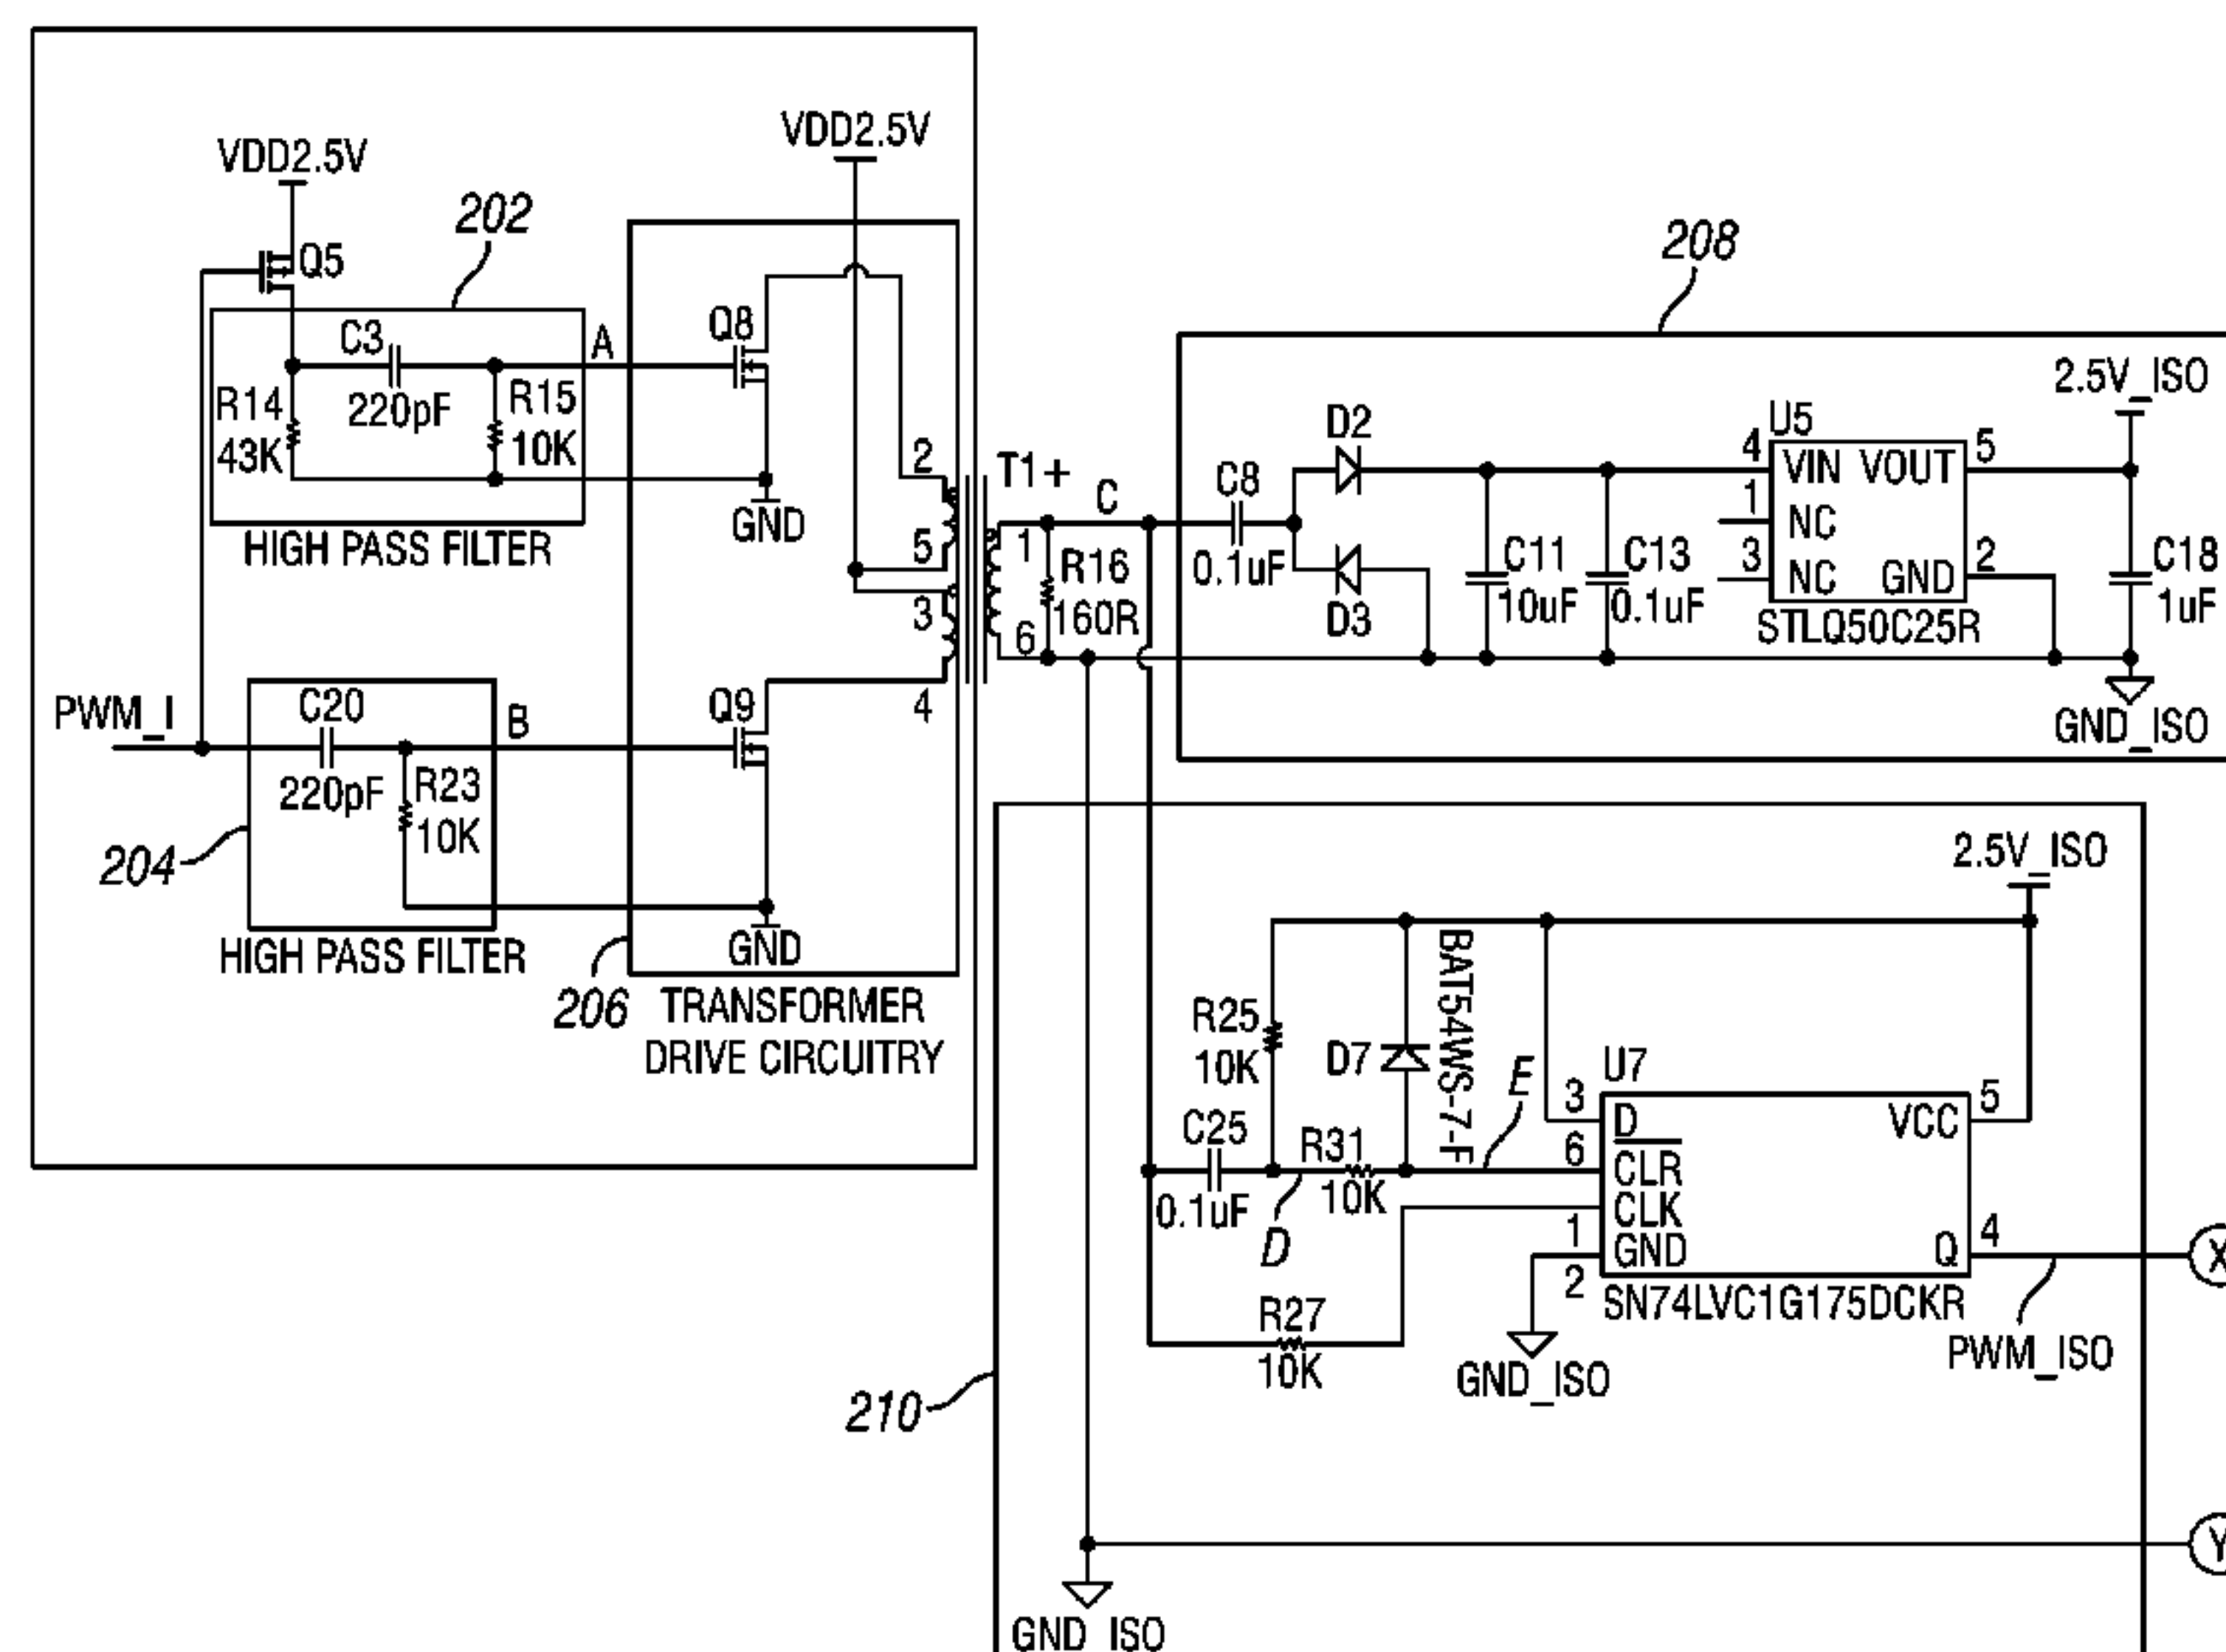 VDD2.5V
VDD2.5V
202
Q5
208
C3
A
Q8
R14
43K
220pF
R15
10K
2.5V_ISO
GND
HIGH PASS FILTER
2
T1+
5
3
4
1
6
R16
160R
C
C8
0.1uF
D2
D3
C11
10uF
C13
0.1uF
U5
4
VIN
VOUT
5
1
NC
3
NC
GND
2
STLQ50C25R
C18
1uF
GND_ISO
PWM_I
C20
220pF
B
R23
10K
Q9
204
HIGH PASS FILTER
GND
206
TRANSFORMER
DRIVE CIRCUITRY
2.5V_ISO
R25
10K
D7
BAT54WS-7-F
E
U7
3
D
VCC
5
6
CLR
CLK
1
GND
2
Q
4
SN74LVC1G175DCKR
C25
0.1uF
R31
10K
D
R27
10K
GND_ISO
PWM_ISO
X
210
Y
GND_ISO